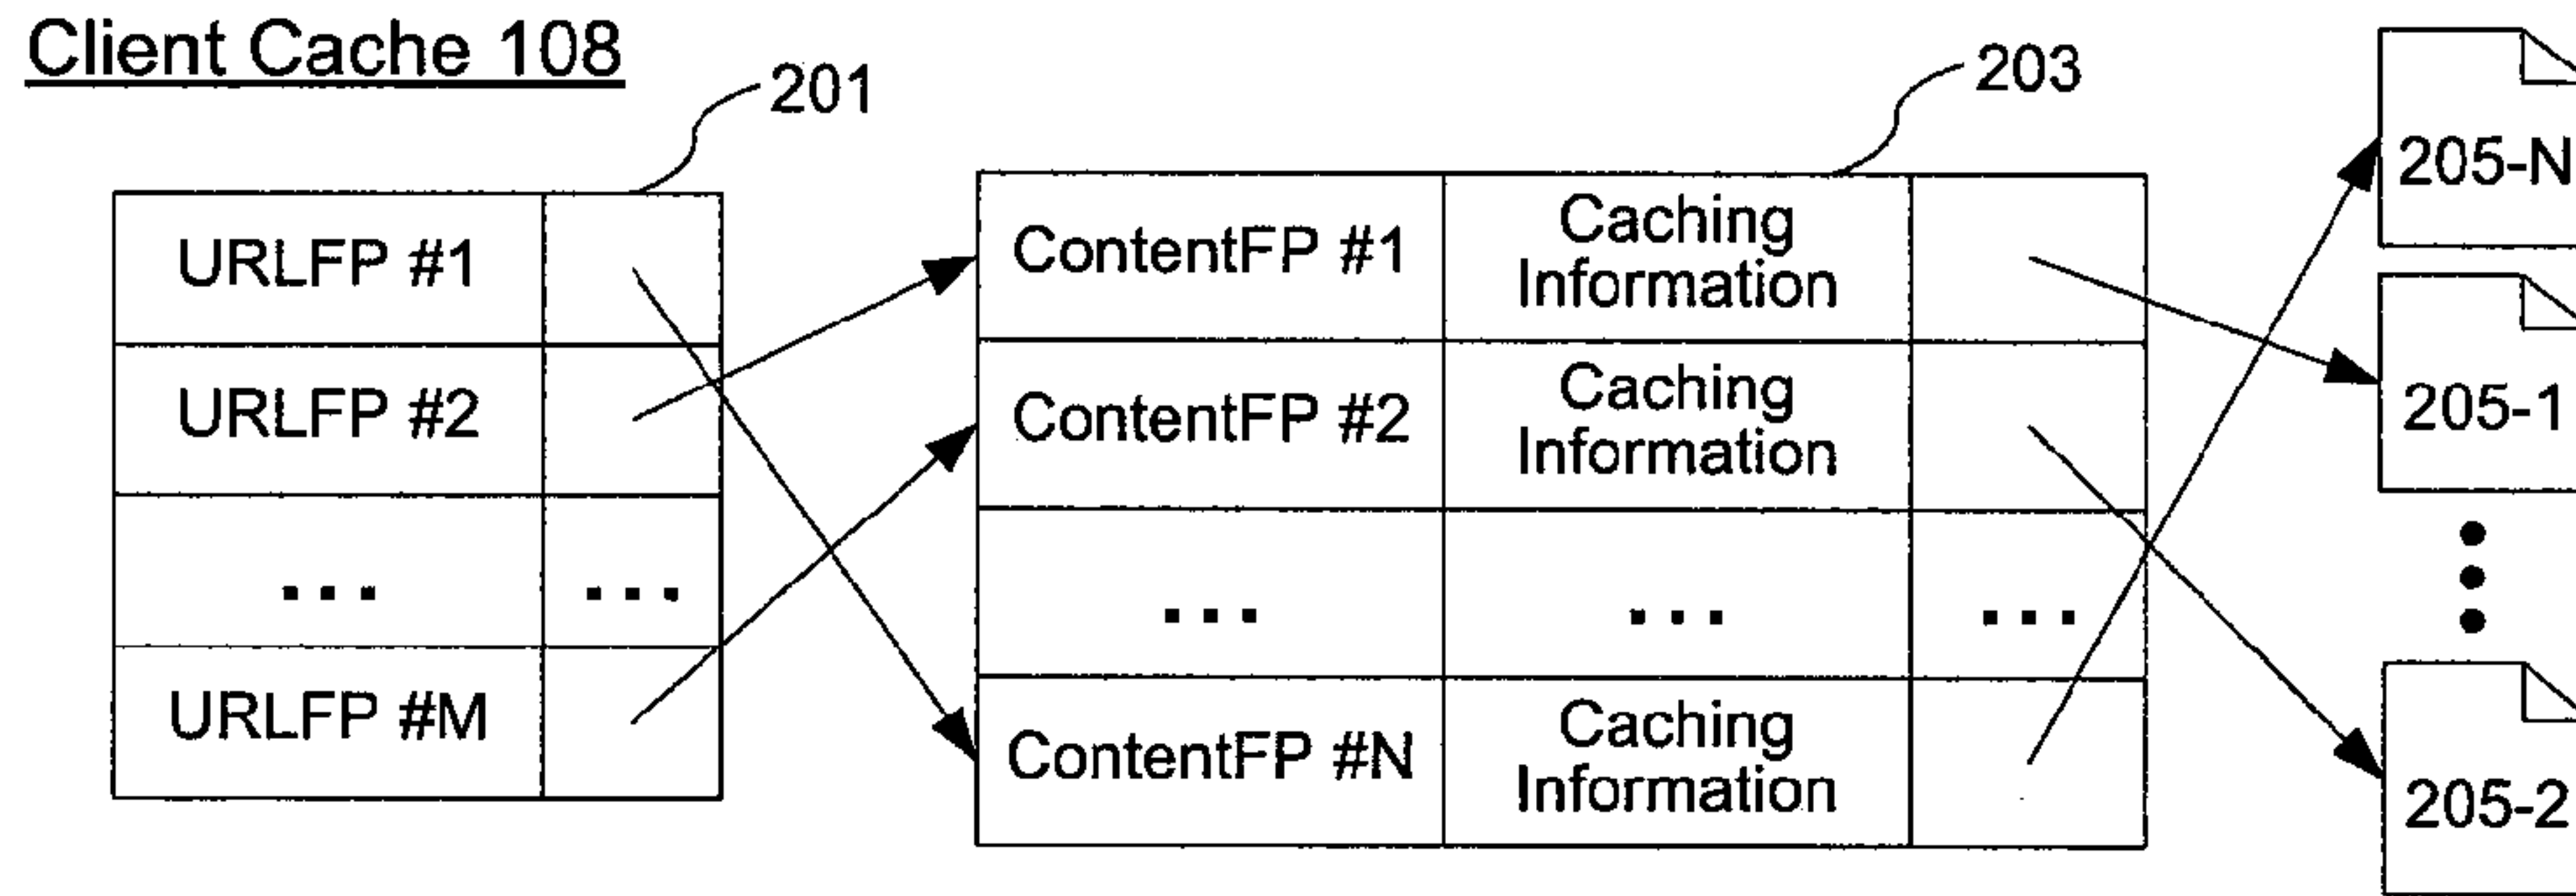 Client Cache 108
201
203
URLFP #1
URLFP #2
... ...
URLFP #M
ContentFP #1
Caching
Information
ContentFP #2
Caching
Information
... ... ...
ContentFP #N
Caching
Information
205-N
205-1
205-2